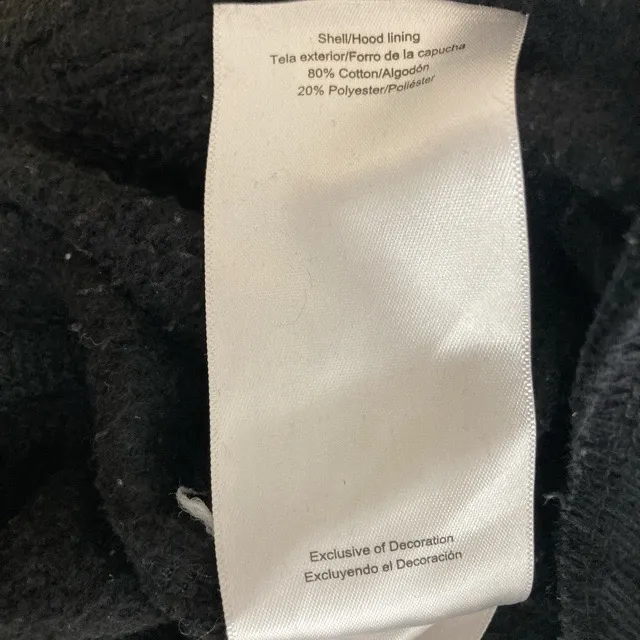 Shell/Hood lining
Tela exterior/Forro de la capucha
80% Cotton/Algodón
20% Polyester/Poliéster
Exclusive of Decoration
Excluyendo el Decoración